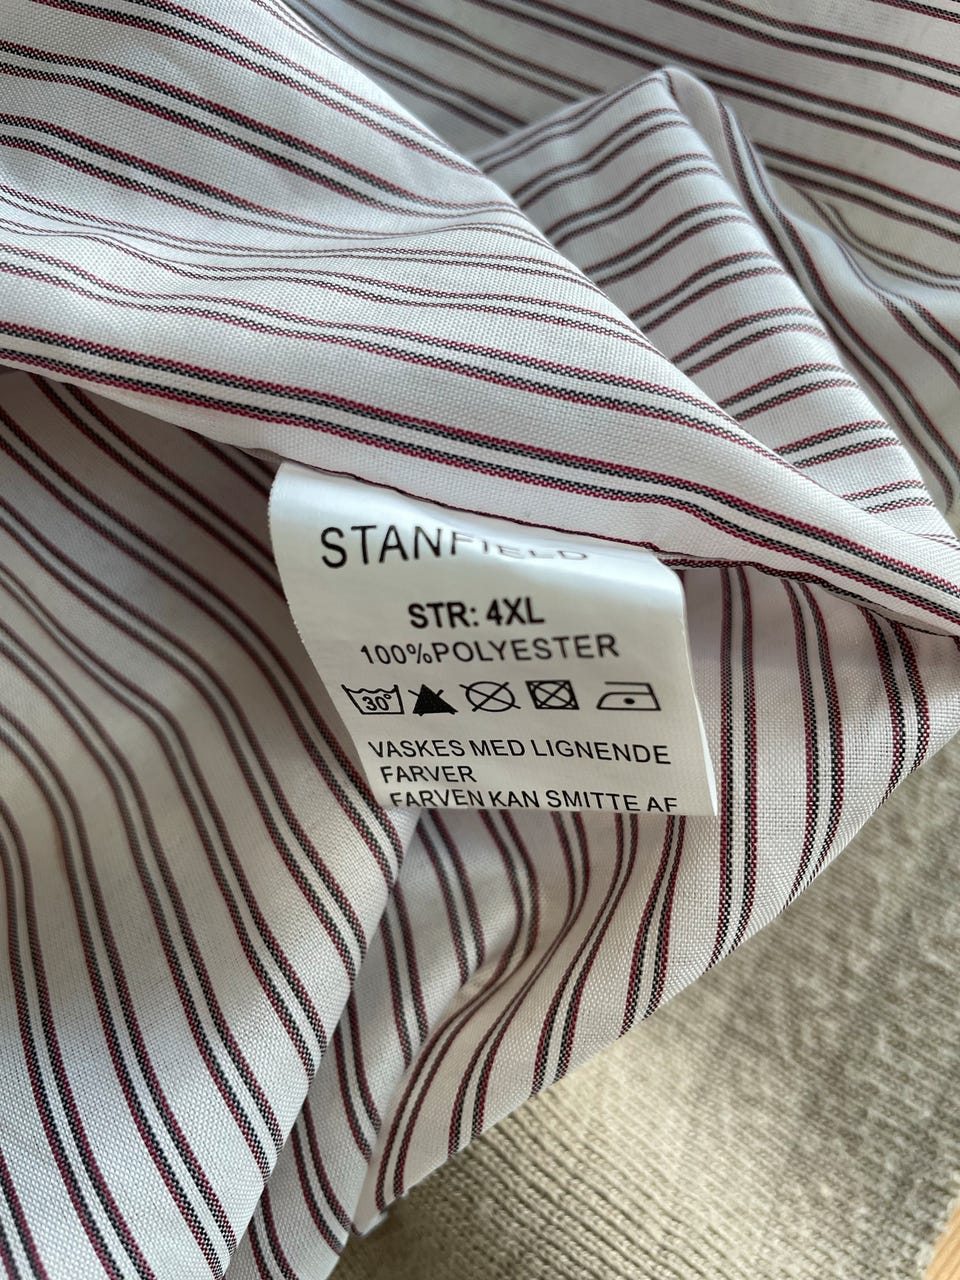 STANFIELD
STR: 4XL
100%POLYESTER
30°
VASKES MED LIGNENDE
FARVER
FARVEN KAN SMITTE AF